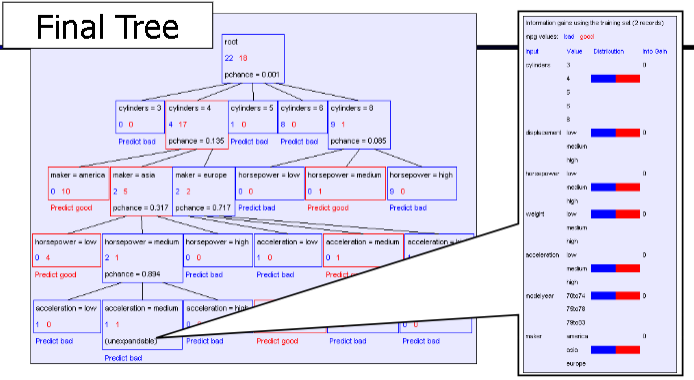 Final Tree
root
22 18
pchance = 0.001
cylinders = 3
0 0
Predict bad
cylinders = 4
4 17
pchance = 0.135
cylinders = 5
1 0
Predict bad
cylinders = 6
8 0
Predict bad
cylinders = 8
9 1
pchance = 0.085
maker = america
0 10
Predict good
maker = asia
2 5
pchance = 0.317
maker = europe
2 2
pchance = 0.717
horsepower = low
0 0
Predict bad
horsepower = medium
0 1
Predict good
horsepower = high
9 0
Predict bad
horsepower = low
0 4
Predict good
horsepower = medium
2 1
pchance = 0.894
horsepower = high
0 0
Predict bad
acceleration = low
1 0
Predict bad
acceleration = medium
0 1
Predict
acceleration = low
1 0
Predict bad
acceleration = medium
1 1
(unexpandable)
Predict bad
acceleration = high
Predict bad
Predict good
Predict bad
Predict bad
Information gains using the training set (2 records)
mpg values: bad good
Input Value Distribution Info Gain
cylinders 3 0
4
5
6
8
displacement low 0
medium
high
horsepower low 0
medium
high
weight low 0
medium
high
acceleration low 0
medium
high
modelyear 70to74 0
75to78
79to83
maker america 0
asia
europe